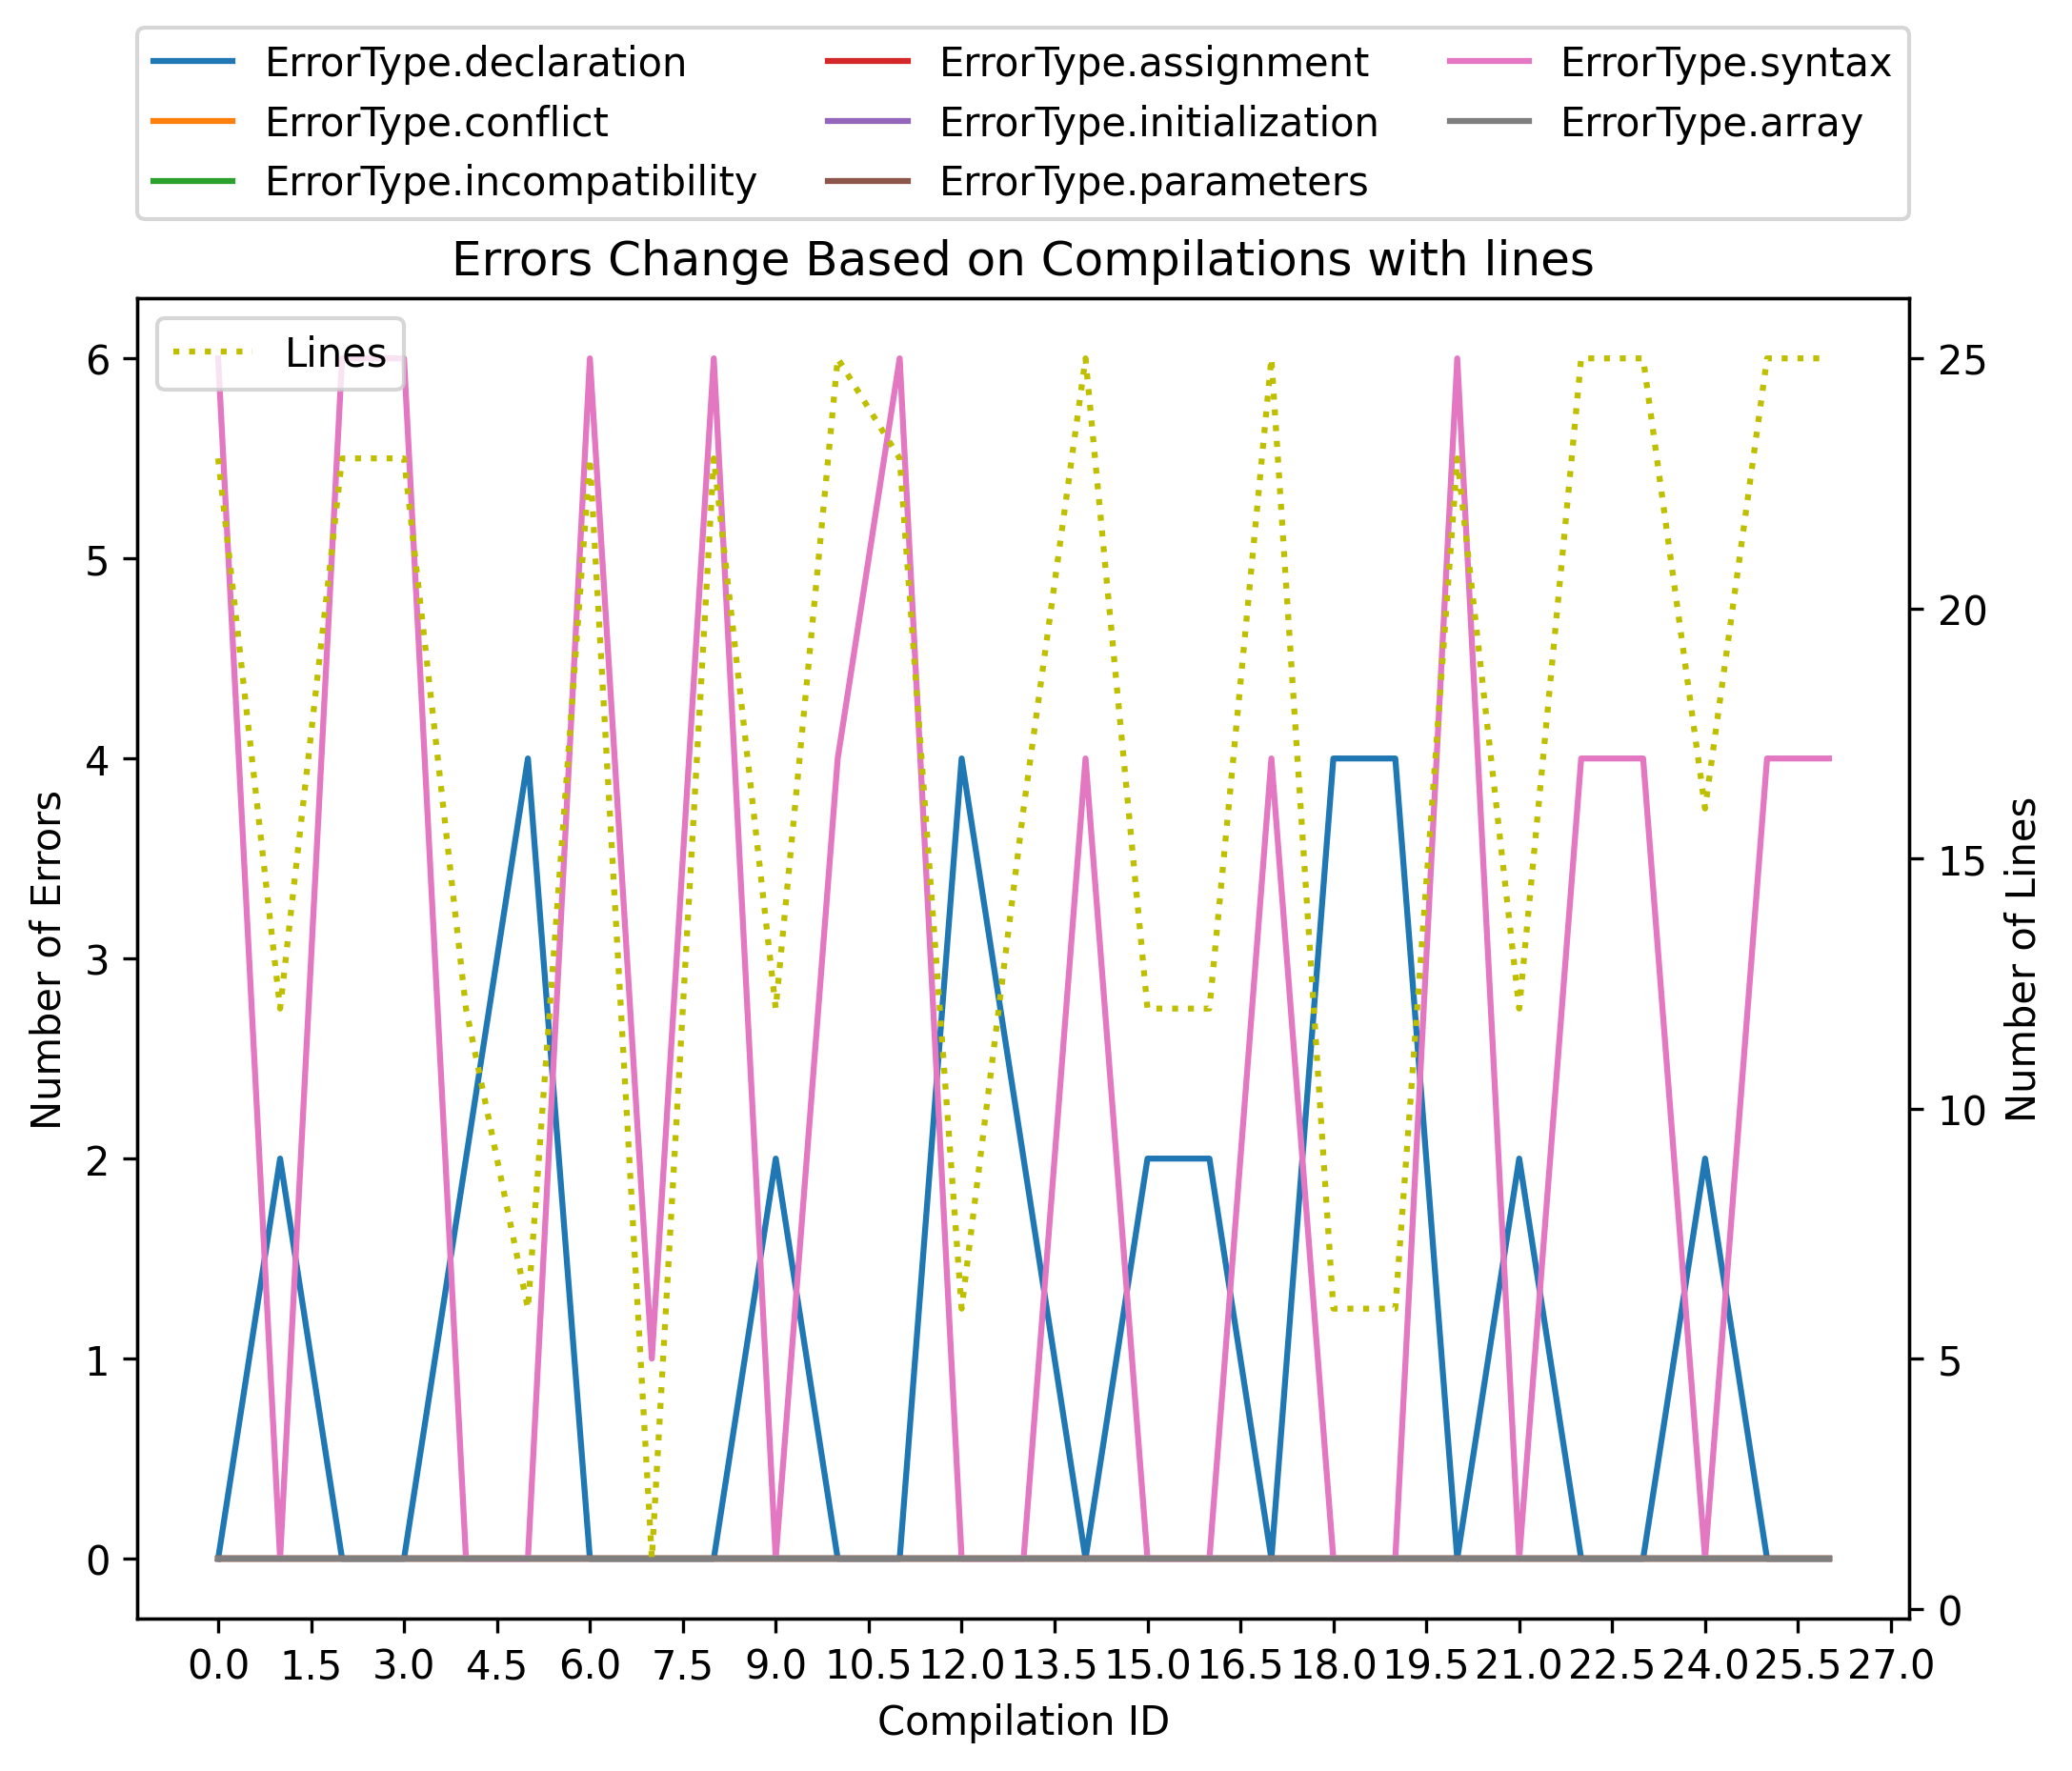 ErrorType.declaration
ErrorType.conflict
ErrorType.incompatibility
ErrorType.assignment
ErrorType.initialization
ErrorType.parameters
ErrorType.syntax
ErrorType.array
Errors Change Based on Compilations with lines
Lines
6
5
4
3
2
1
0
Number of Errors
25
20
15
10
5
0
Number of Lines
0.0 1.5 3.0 4.5 6.0 7.5 9.0 10.5 12.0 13.5 15.0 16.5 18.0 19.5 21.0 22.5 24.0 25.5 27.0
Compilation ID